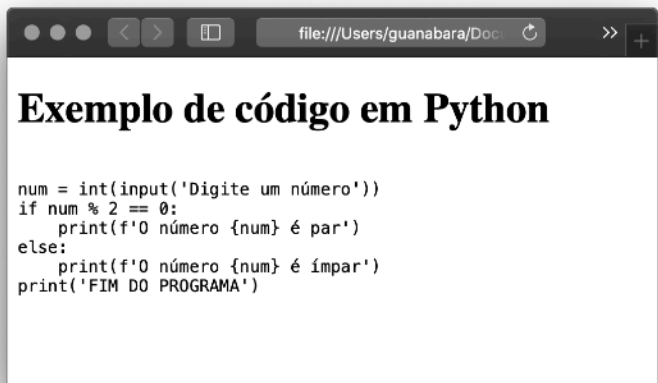 file:///Users/guanabara/Doc
Exemplo de código em Python
num = int(input('Digite um número'))
if num % 2 == 0:
    print(f'O número {num} é par')
else:
    print(f'O número {num} é ímpar')
print('FIM DO PROGRAMA')